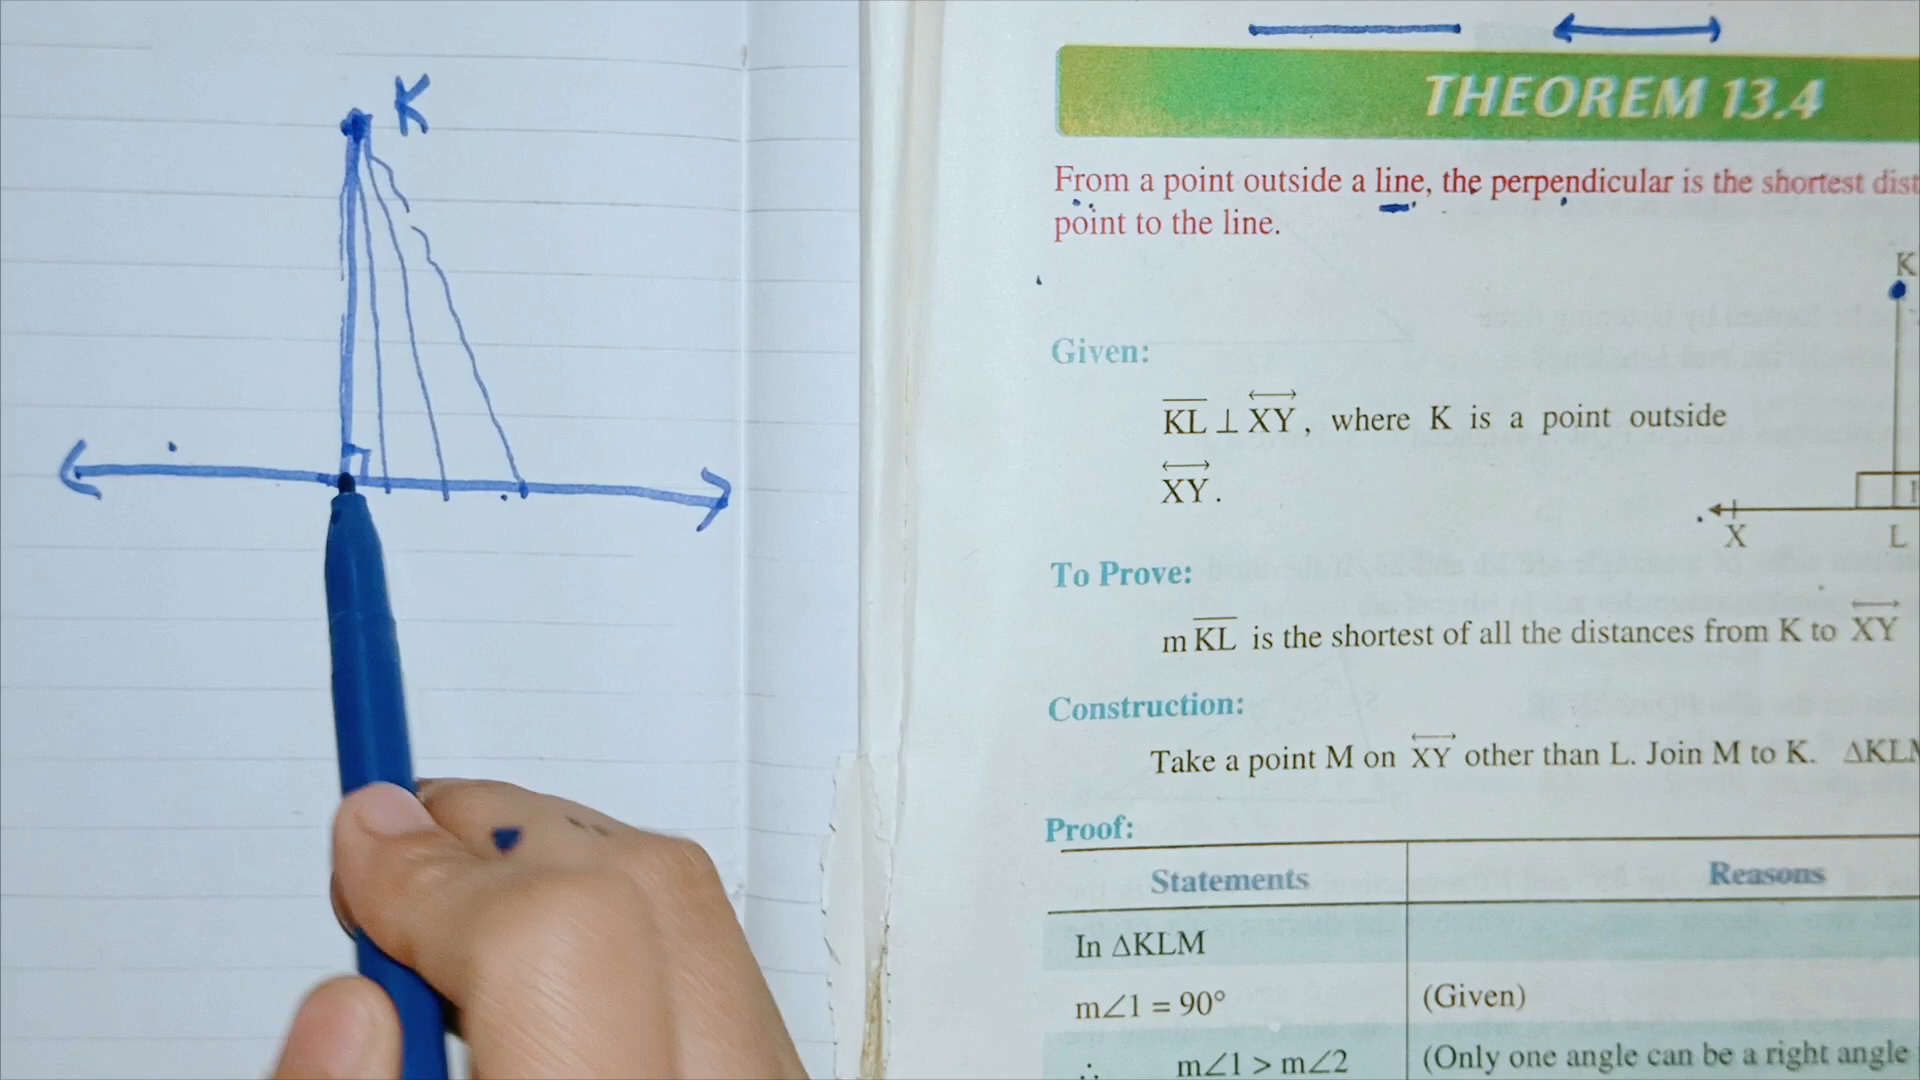 K
THEOREM 13.4
From a point outside a line, the perpendicular is the shortest
point to the line.
K
Given:
KL ⊥ XY, where K is a point outside
XY.
X
L
To Prove:
mKL is the shortest of all the distances from K to XY
Construction:
Take a point M on XY other than L. Join M to K.
Proof:
Statements Reasons
In ΔKLM
m∠1 = 90° (Given)
∴ m∠1 > m∠2 (Only one angle can be a right angle